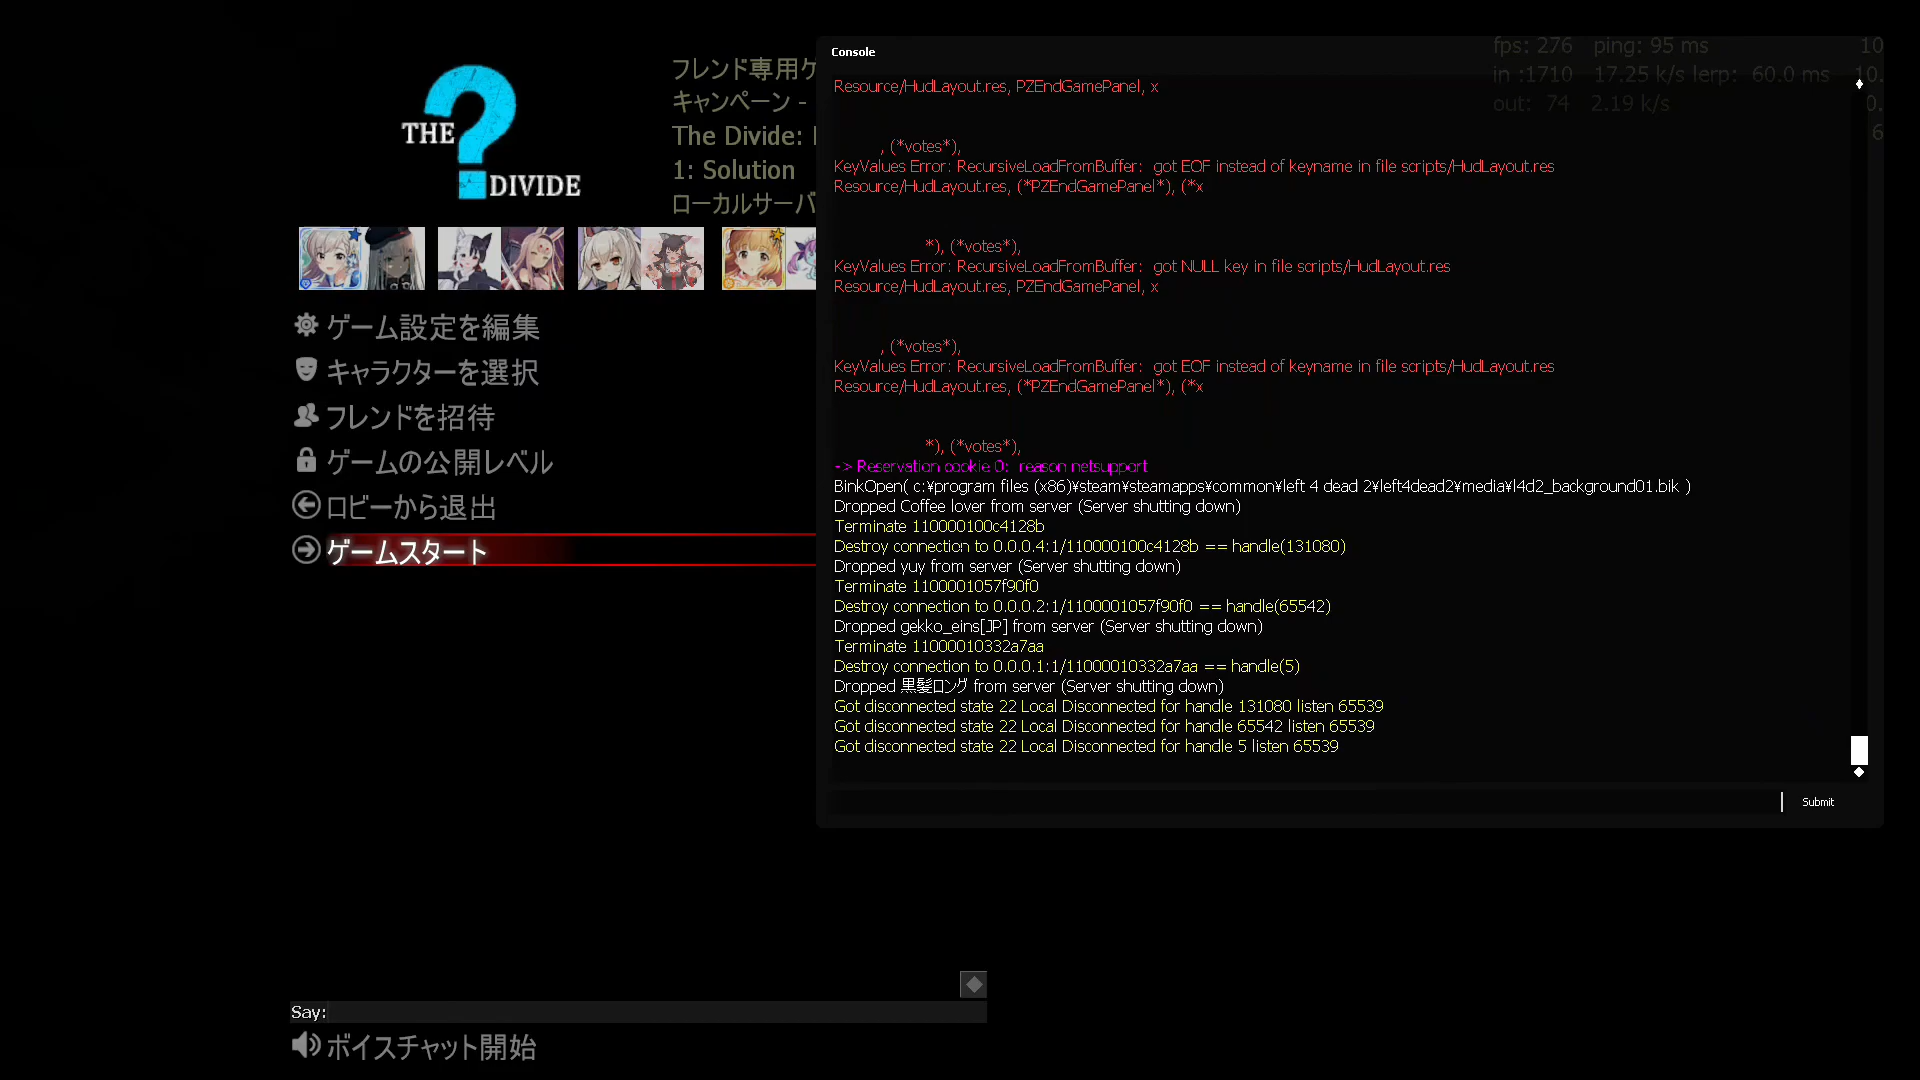 THE ? DIVIDE
フレンド専用ゲ
キャンペーン -
The Divide:
1: Solution
ローカルサーバ
ゲーム設定を編集
キャラクターを選択
フレンドを招待
ゲームの公開レベル
ロビーから退出
ゲームスタート
Console
fps: 276 ping: 95 ms 10
in :1710 17.25 k/s lerp: 60.0 ms 10.
out: 74 2.19 k/s 0.
6
Resource/HudLayout.res, PZEndGamePanel, x
, (*votes*),
KeyValues Error: RecursiveLoadFromBuffer: got EOF instead of keyname in file scripts/HudLayout.res
Resource/HudLayout.res, (*PZEndGamePanel*), (*x
*), (*votes*),
KeyValues Error: RecursiveLoadFromBuffer: got NULL key in file scripts/HudLayout.res
Resource/HudLayout.res, PZEndGamePanel, x
, (*votes*),
KeyValues Error: RecursiveLoadFromBuffer: got EOF instead of keyname in file scripts/HudLayout.res
Resource/HudLayout.res, (*PZEndGamePanel*), (*x
*), (*votes*),
-> Reservation cookie 0: reason netsupport
BinkOpen( c:¥program files (x86)¥steam¥steamapps¥common¥left 4 dead 2¥left4dead2¥media¥l4d2_background01.bik )
Dropped Coffee lover from server (Server shutting down)
Terminate 110000100c4128b
Destroy connection to 0.0.0.4:1/110000100c4128b == handle(131080)
Dropped yuy from server (Server shutting down)
Terminate 1100001057f90f0
Destroy connection to 0.0.0.2:1/1100001057f90f0 == handle(65542)
Dropped gekko_eins[JP] from server (Server shutting down)
Terminate 11000010332a7aa
Destroy connection to 0.0.0.1:1/11000010332a7aa == handle(5)
Dropped 黒髪ロング from server (Server shutting down)
Got disconnected state 22 Local Disconnected for handle 131080 listen 65539
Got disconnected state 22 Local Disconnected for handle 65542 listen 65539
Got disconnected state 22 Local Disconnected for handle 5 listen 65539
Submit
Say:
ボイスチャット開始